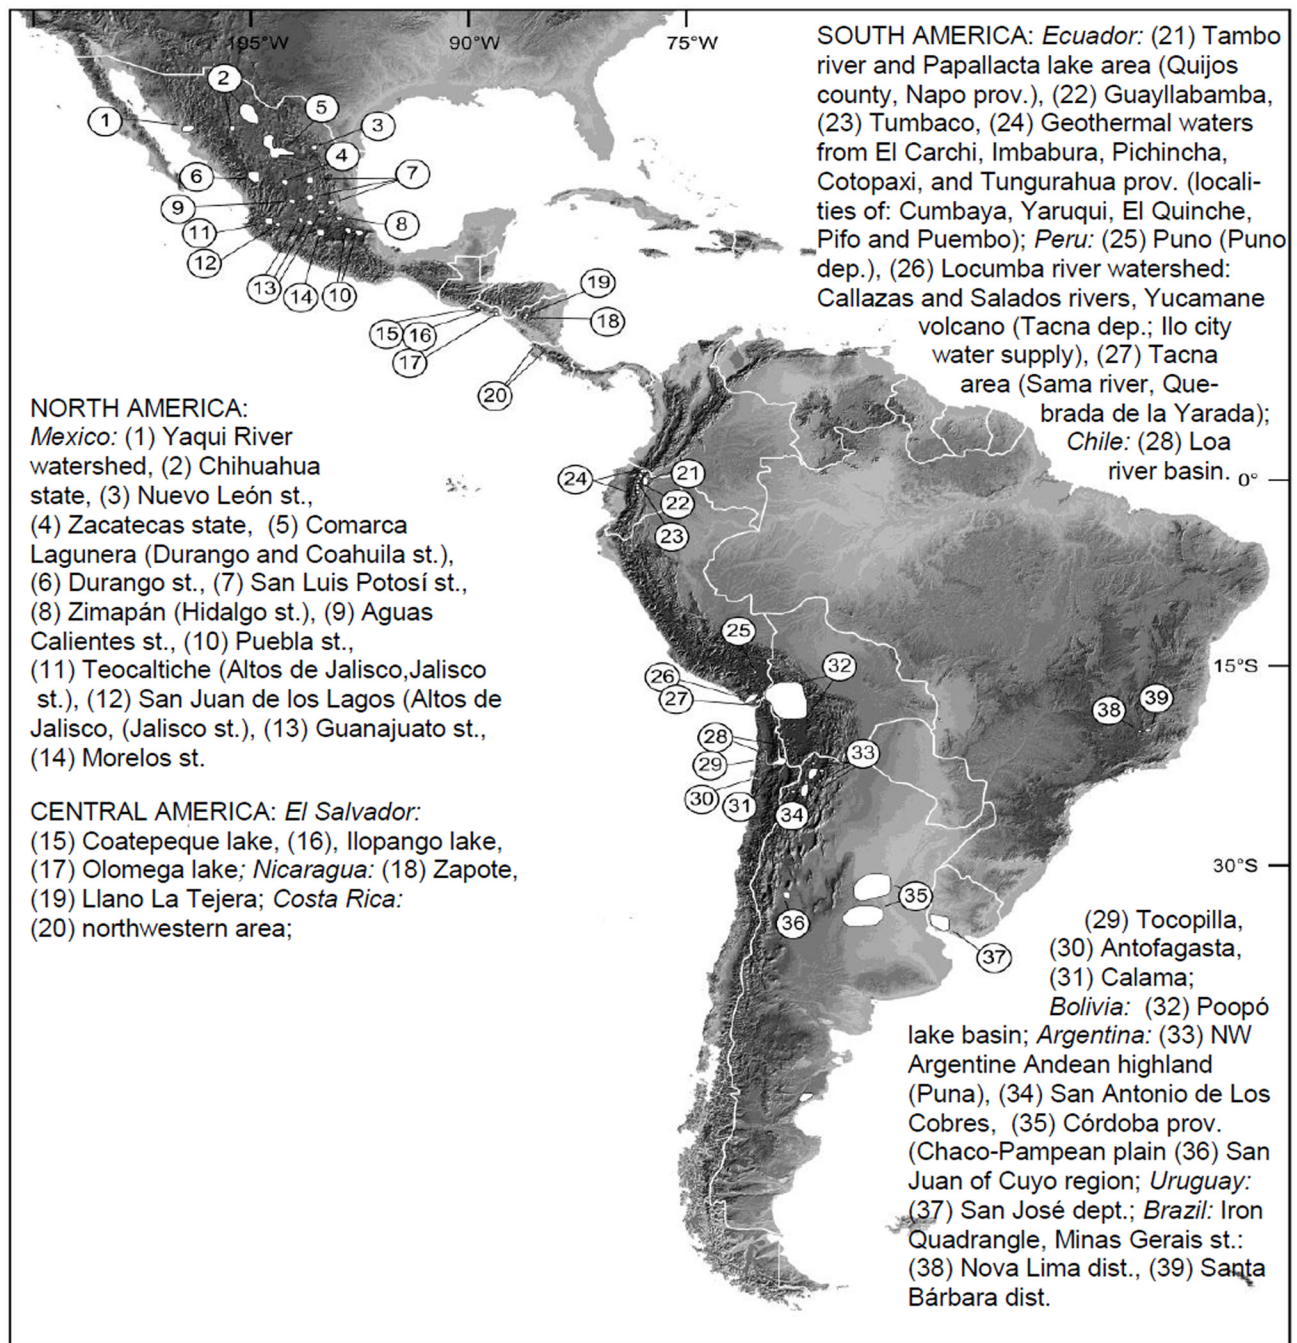 195°W
90°W
75°W
SOUTH AMERICA: Ecuador: (21) Tambo
river and Papallacta lake area (Quijos
county, Napo prov.), (22) Guayllabamba,
(23) Tumbaco, (24) Geothermal waters
from El Carchi, Imbabura, Pichincha,
Cotopaxi, and Tungurahua prov. (locali-
ties of: Cumbaya, Yaruqui, El Quinche,
Pifo and Puembo); Peru: (25) Puno (Puno
dep.), (26) Locumba river watershed:
Callazas and Salados rivers, Yucamane
volcano (Tacna dep.; Ilo city
water supply), (27) Tacna
area (Sama river, Que-
brada de la Yarada);
Chile: (28) Loa
river basin.
2
5
1
3
4
6
7
9
8
11
12
13
14
10
19
15
16
18
17
20
NORTH AMERICA:
Mexico: (1) Yaqui River
watershed, (2) Chihuahua
state, (3) Nuevo León st.,
(4) Zacatecas state, (5) Comarca
Lagunera (Durango and Coahuila st.),
(6) Durango st., (7) San Luis Potosí st.,
(8) Zimapán (Hidalgo st.), (9) Aguas
Calientes st., (10) Puebla st.,
(11) Teocaltiche (Altos de Jalisco,Jalisco
st.), (12) San Juan de los Lagos (Altos de
Jalisco, (Jalisco st.), (13) Guanajuato st.,
(14) Morelos st.
CENTRAL AMERICA: El Salvador:
(15) Coatepeque lake, (16), Ilopango lake,
(17) Olomega lake; Nicaragua: (18) Zapote,
(19) Llano La Tejera; Costa Rica:
(20) northwestern area;
24
21
22
23
0°
25
32
15°S
26
27
39
38
28
29
33
30
31
34
30°S
35
36
37
(29) Tocopilla,
(30) Antofagasta,
(31) Calama;
Bolivia: (32) Poopó
lake basin; Argentina: (33) NW
Argentine Andean highland
(Puna), (34) San Antonio de Los
Cobres, (35) Córdoba prov.
(Chaco-Pampean plain (36) San
Juan of Cuyo region; Uruguay:
(37) San José dept.; Brazil: Iron
Quadrangle, Minas Gerais st.:
(38) Nova Lima dist., (39) Santa
Bárbara dist.